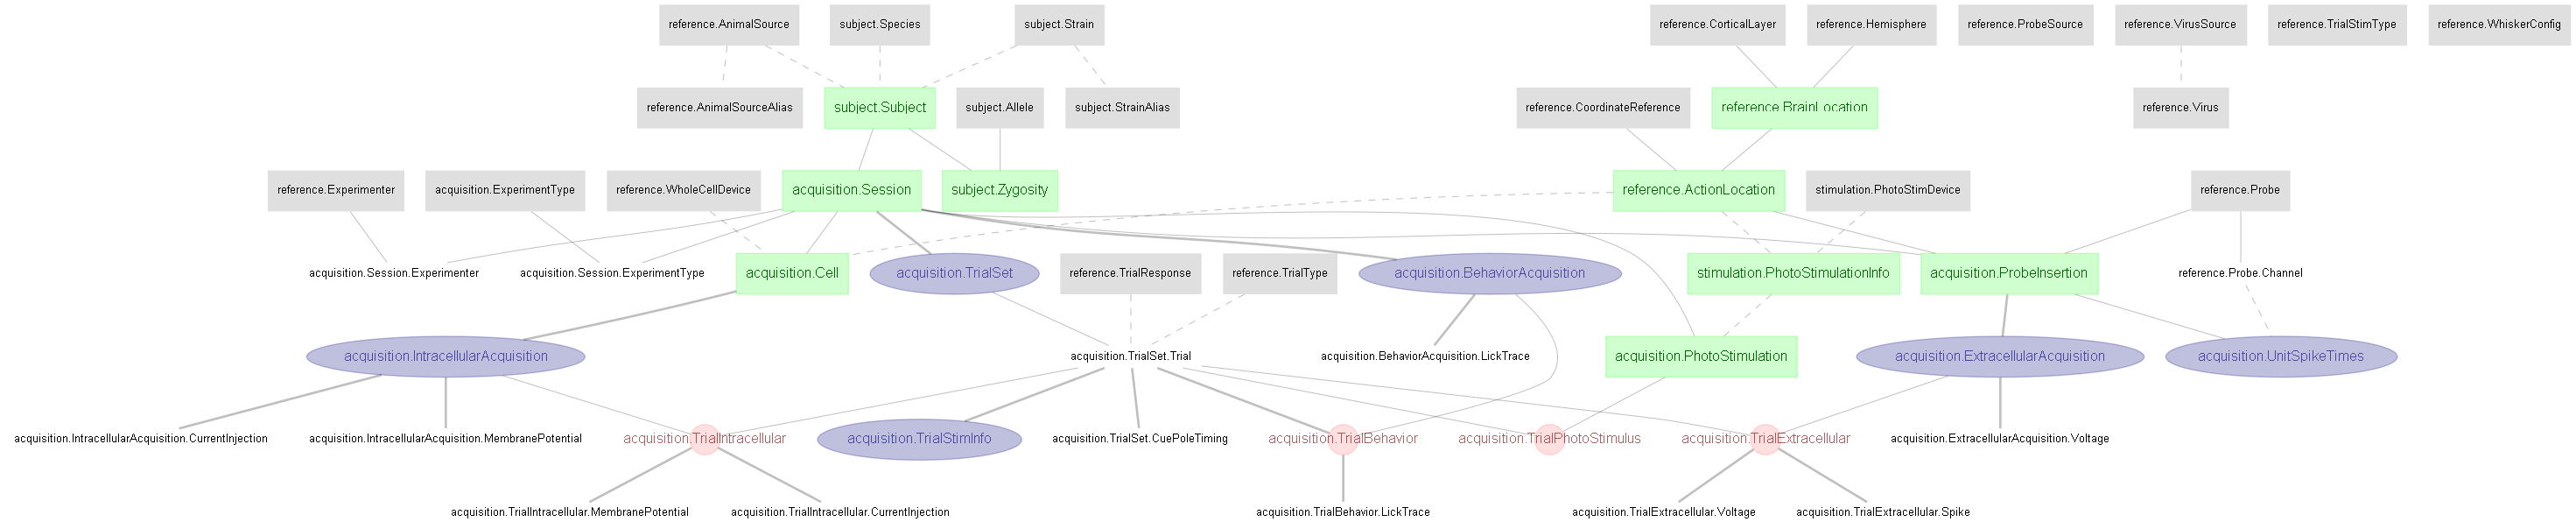 reference.AnimalSource
subject.Species
subject.Strain
reference.CorticalLayer
reference.Hemisphere
reference.ProbeSource
reference.VirusSource
reference.TrialStimType
reference.WhiskerConfig
reference.AnimalSourceAlias
subject.Subject
subject.Allele
subject.StrainAlias
reference.CoordinateReference
reference.BrainLocation
reference.Virus
reference.Experimenter
acquisition.ExperimentType
reference.WholeCellDevice
acquisition.Session
subject.Zygosity
reference.ActionLocation
stimulation.PhotoStimDevice
reference.Probe
acquisition.Session.Experimenter
acquisition.Session.ExperimentType
acquisition.Cell
acquisition.TrialSet
reference.TrialResponse
reference.TrialType
acquisition.BehaviorAcquisition
stimulation.PhotoStimulationInfo
acquisition.ProbeInsertion
reference.Probe.Channel
acquisition.IntracellularAcquisition
acquisition.TrialSet.Trial
acquisition.BehaviorAcquisition.LickTrace
acquisition.PhotoStimulation
acquisition.ExtracellularAcquisition
acquisition.UnitSpikeTimes
acquisition.IntracellularAcquisition.CurrentInjection
acquisition.IntracellularAcquisition.MembranePotential
acquisition.TrialIntracellular
acquisition.TrialStimInfo
acquisition.TrialSet.CuePoleTiming
acquisition.TrialBehavior
acquisition.TrialPhotoStimulus
acquisition.TrialExtracellular
acquisition.ExtracellularAcquisition.Voltage
acquisition.TrialIntracellular.MembranePotential
acquisition.TrialIntracellular.CurrentInjection
acquisition.TrialBehavior.LickTrace
acquisition.TrialExtracellular.Voltage
acquisition.TrialExtracellular.Spike